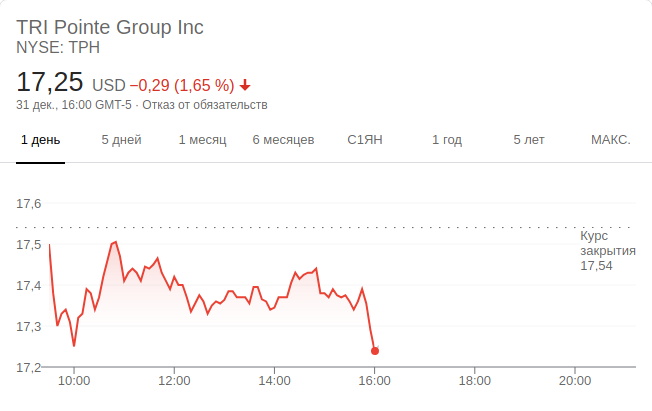 TRI Pointe Group Inc
NYSE: TPH
17,25 USD −0,29 (1,65 %)
31 дек., 16:00 GMT-5 · Отказ от обязательств
1 день 5 дней 1 месяц 6 месяцев С1ЯН 1 год 5 лет МАКС.
17,6
Курс
17,5
закрытия
17,54
17,4
17,3
17,2
10:00 12:00 14:00 16:00 18:00 20:00